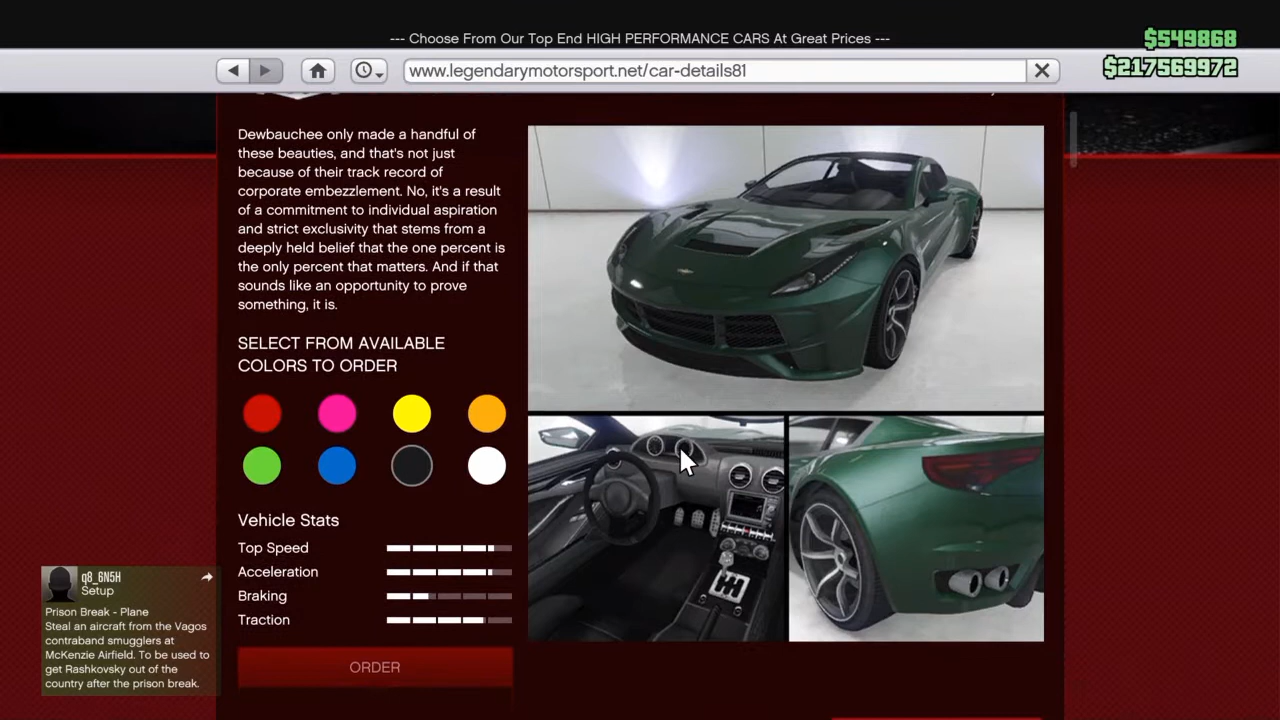 --- Choose From Our Top End HIGH PERFORMANCE CARS At Great Prices ---
$549868
$217569972
www.legendarymotorsport.net/car-details81
Dewbauchee only made a handful of
these beauties, and that's not just
because of their track record of
corporate embezzlement. No, it's a result
of a commitment to individual aspiration
and strict exclusivity that stems from a
deeply held belief that the one percent is
the only percent that matters. And if that
sounds like an opportunity to prove
something, it is.
SELECT FROM AVAILABLE
COLORS TO ORDER
Vehicle Stats
Top Speed
Acceleration
Braking
Traction
ORDER
q8_6N5H
Setup
Prison Break - Plane
Steal an aircraft from the Vagos
contraband smugglers at
McKenzie Airfield. To be used to
get Rashkovsky out of the
country after the prison break.